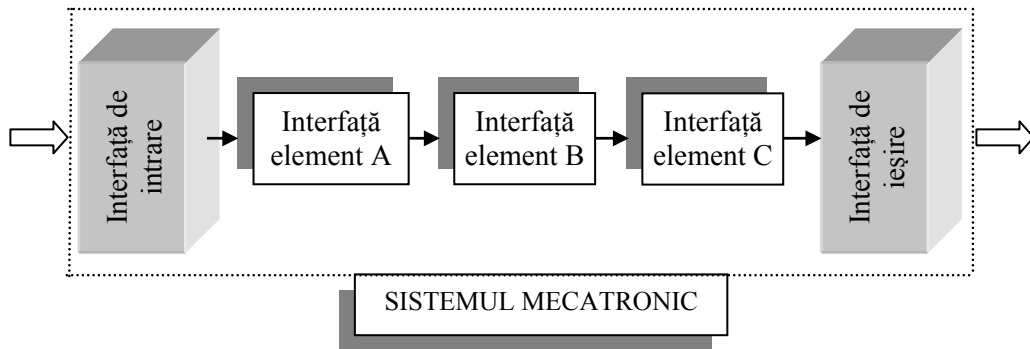 Interfață de
intrare
Interfață
element A
Interfață
element B
Interfață
element C
Interfață de
ieșire
SISTEMUL MECATRONIC